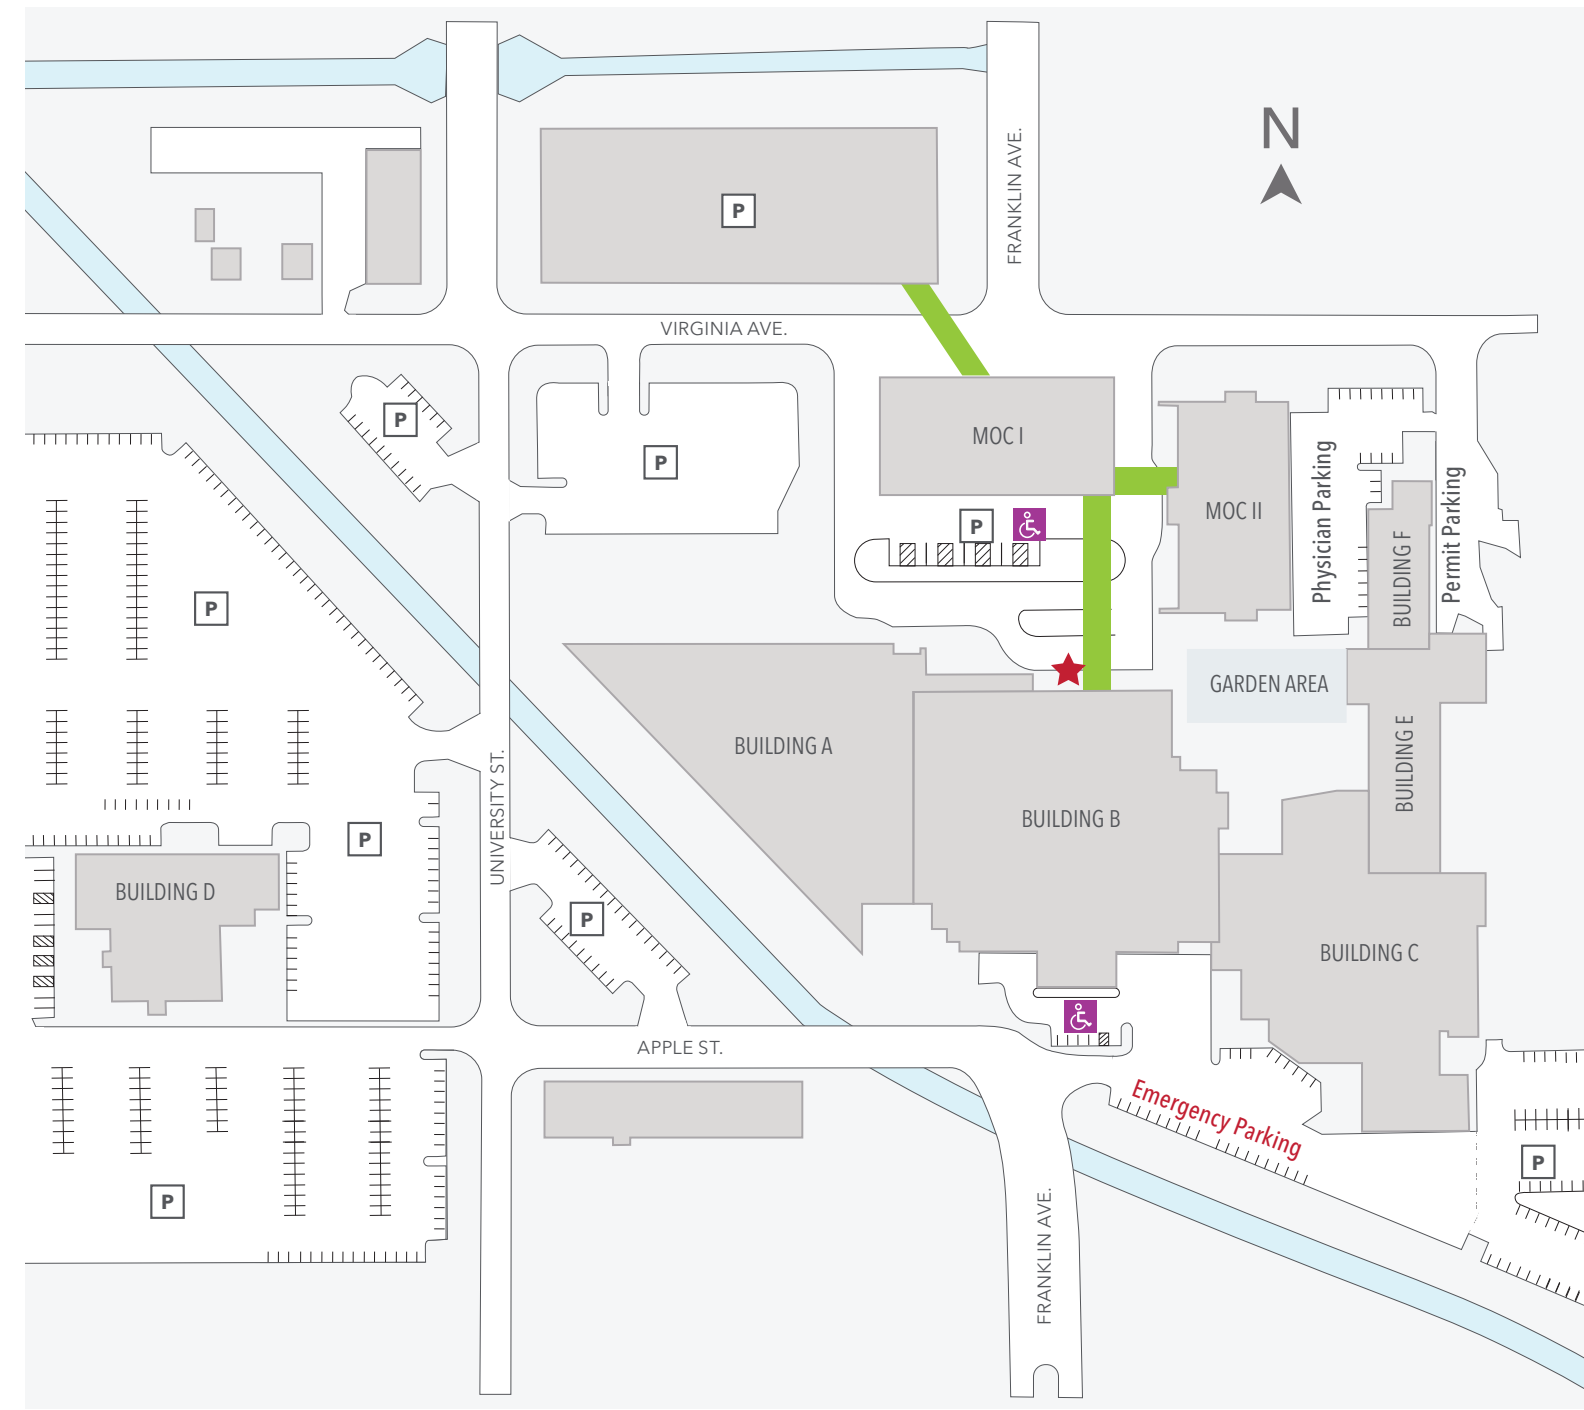 N
FRANKLIN AVE.
P
VIRGINIA AVE.
P
P
MOC I
MOC II
Physician Parking
BUILDING F
Permit Parking
P
P
GARDEN AREA
BUILDING A
BUILDING E
UNIVERSITY ST.
BUILDING B
P
BUILDING D
P
BUILDING C
APPLE ST.
Emergency Parking
P
P
FRANKLIN AVE.